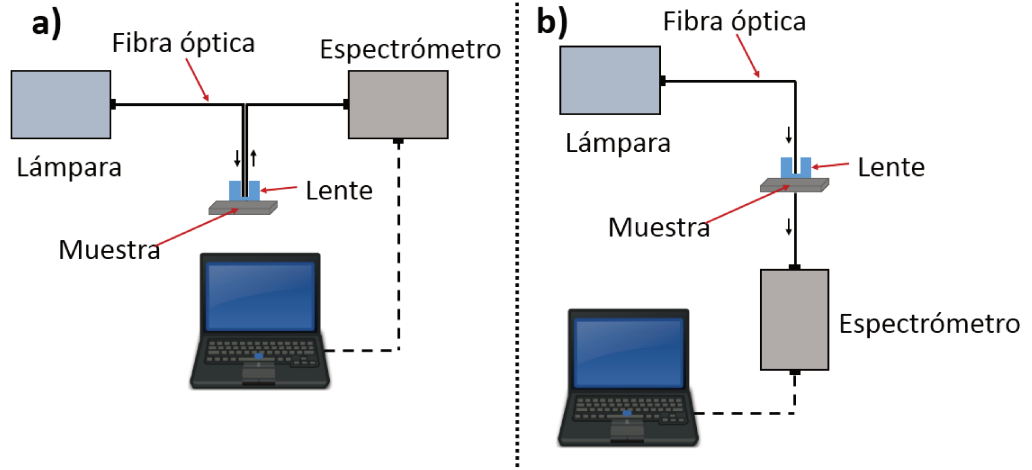 a)
Fibra óptica
Espectrómetro
Lámpara
Lente
Muestra
b)
Fibra óptica
Lámpara
Lente
Muestra
Espectrómetro